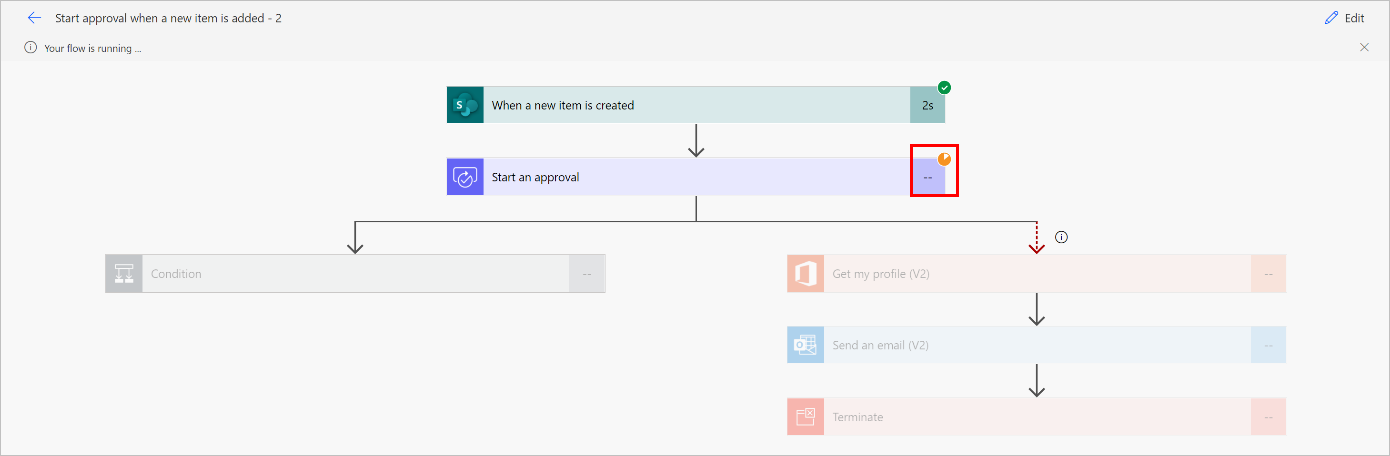 Start approval when a new item is added - 2
Edit
Your flow is running ...
When a new item is created
2s
Start an approval
--
Condition
--
Get my profile (V2)
--
Send an email (V2)
--
Terminate
--